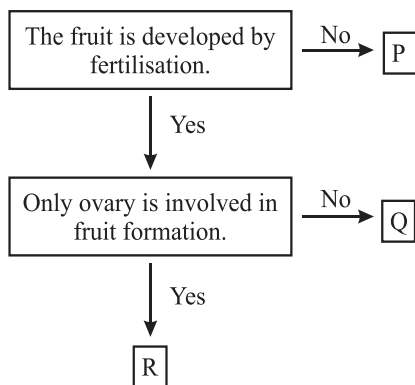 The fruit is developed by
fertilisation.
No
P
Yes
Only ovary is involved in
fruit formation.
No
Q
Yes
R